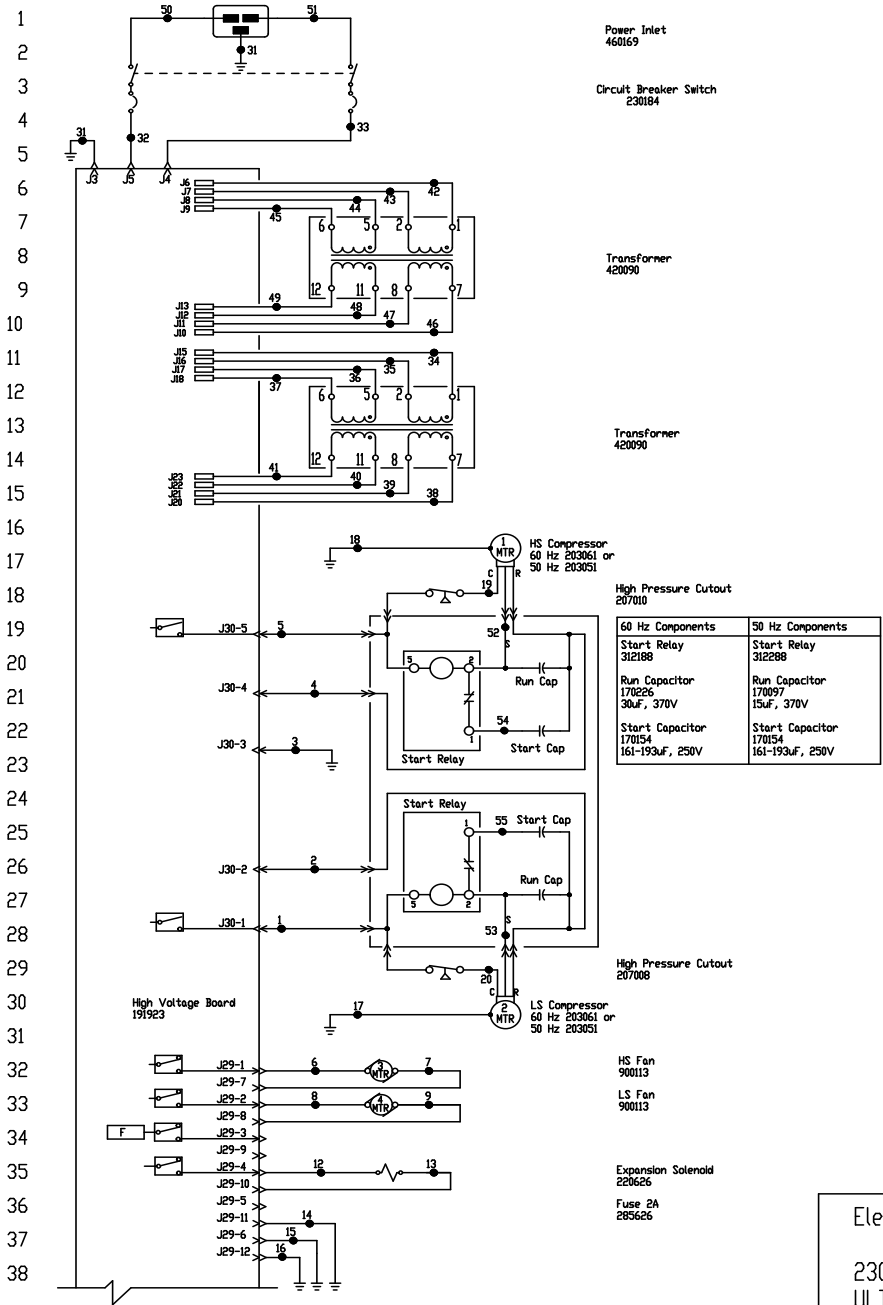 1
50
51
Power Inlet
460169
2
31
3
Circuit Breaker Switch
230184
4
31
32
33
5
J3
J5
J4
6
J6
J7
J8
J9
42
43
44
45
7
6
5
2
1
8
Transformer
420090
9
12
11
8
7
J13
J12
J11
J10
49
48
47
46
10
11
J15
J16
J17
J18
34
35
36
37
12
6
5
2
1
13
Transformer
420090
14
12
11
8
7
J23
J22
J21
J20
41
40
39
38
15
16
18
1
MTR
HS Compressor
60 Hz 203061 or
50 Hz 203051
17
C
R
19
18
High Pressure Cutout
207010
19
J30-5
5
52
S
60 Hz Components
50 Hz Components
Start Relay
312188
Start Relay
312288
Run Capacitor
170226
30uF, 370V
Run Capacitor
170097
15uF, 370V
Start Capacitor
170154
161-193uF, 250V
Start Capacitor
170154
161-193uF, 250V
20
5
2
Run Cap
21
J30-4
4
22
1
54
Start Cap
J30-3
3
Start Relay
23
24
Start Relay
25
1
55
Start Cap
26
J30-2
2
Run Cap
27
5
2
J30-1
1
S
53
28
29
20
High Pressure Cutout
207008
30
High Voltage Board
191923
C
R
17
2
MTR
LS Compressor
60 Hz 203061 or
50 Hz 203051
31
32
J29-1
6
3
MTR
7
HS Fan
900113
J29-7
33
J29-2
8
4
MTR
9
LS Fan
900113
J29-8
34
F
J29-3
J29-9
35
J29-4
12
13
Expansion Solenoid
220626
J29-10
36
J29-5
Fuse 2A
285626
J29-11
14
37
J29-6
15
J29-12
16
38
Ele
230
ULT